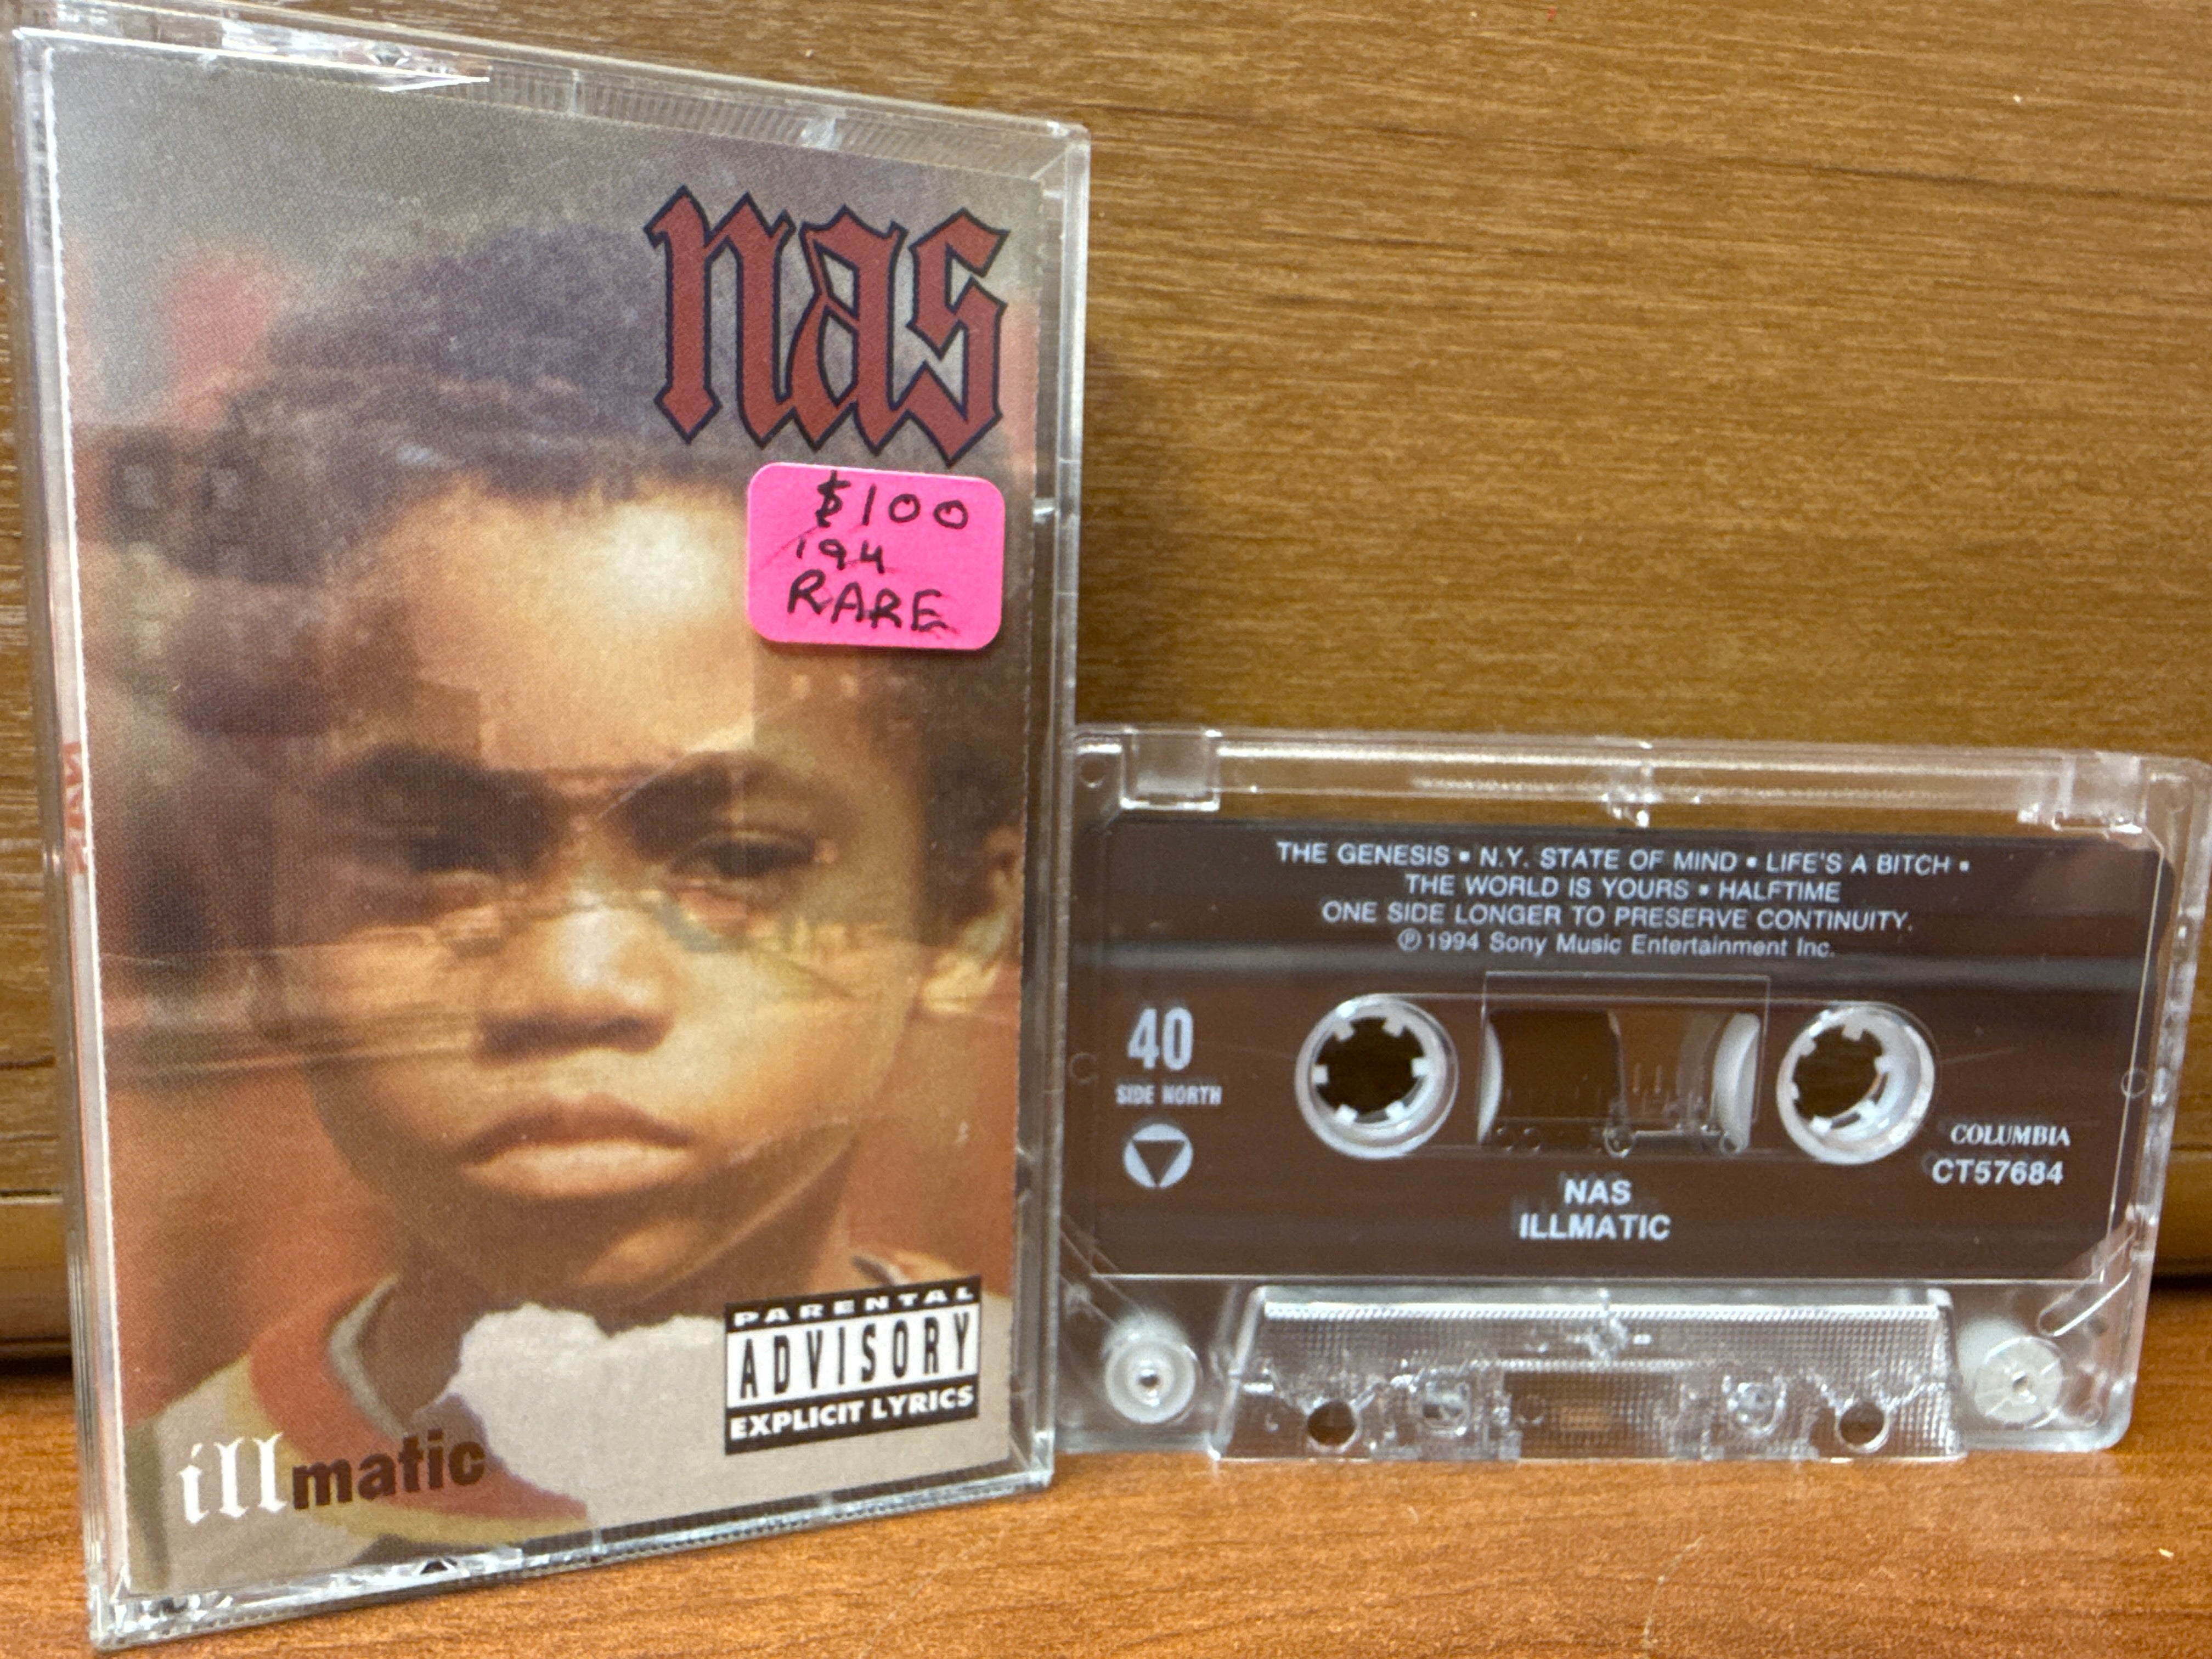 nas
$100
'94
RARE
PARENTAL
ADVISORY
EXPLICIT LYRICS
illmatic
NAS
THE GENESIS ▪ N.Y. STATE OF MIND ▪ LIFE'S A BITCH ▪
THE WORLD IS YOURS ▪ HALFTIME
ONE SIDE LONGER TO PRESERVE CONTINUITY.
℗ 1994 Sony Music Entertainment Inc.
40
SIDE NORTH
COLUMBIA
CT57684
NAS
ILLMATIC